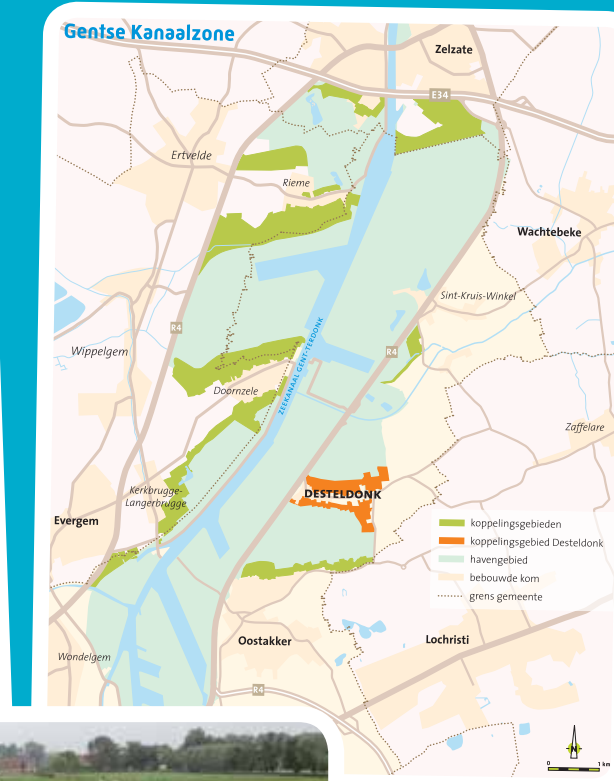 Gentse Kanaalzone
Zelzate
E34
Ertvelde
Rieme
Wachtebeke
Sint-Kruis-Winkel
R4
ZEEKANAAL GENT-TERDONK
Wippelgem
R4
Doornzele
Zaffelare
Kerkbrugge-
Langerbrugge
DESTELDONK
Evergem
koppelingsgebieden
koppelingsgebied Desteldonk
havengebied
bebouwde kom
grens gemeente
Oostakker
Lochristi
Wondelgem
R4
N
0 1 km